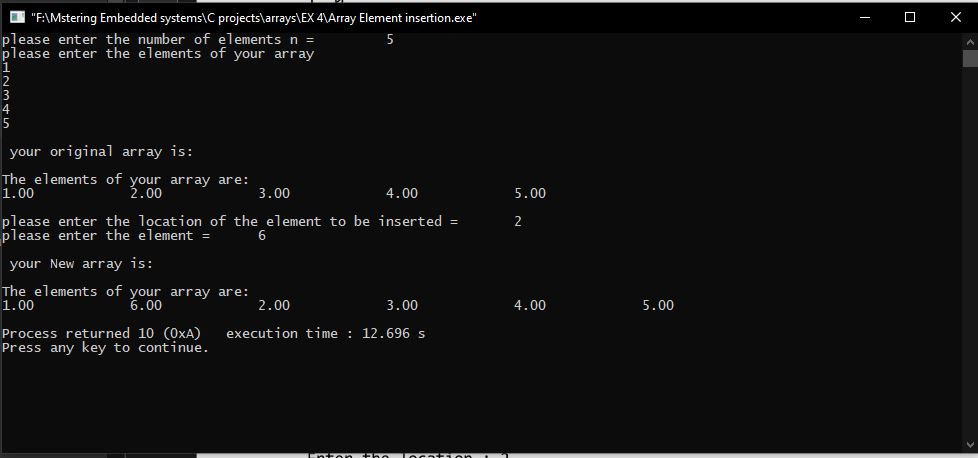 "F:\Mstering Embedded systems\C projects\arrays\EX 4\Array Element insertion.exe"
please enter the number of elements n = 5
please enter the elements of your array
1
2
3
4
5
your original array is:
The elements of your array are:
1.00 2.00 3.00 4.00 5.00
please enter the location of the element to be inserted = 2
please enter the element = 6
your New array is:
The elements of your array are:
1.00 6.00 2.00 3.00 4.00 5.00
Process returned 10 (0xA) execution time : 12.696 s
Press any key to continue.
Enter the location : 2